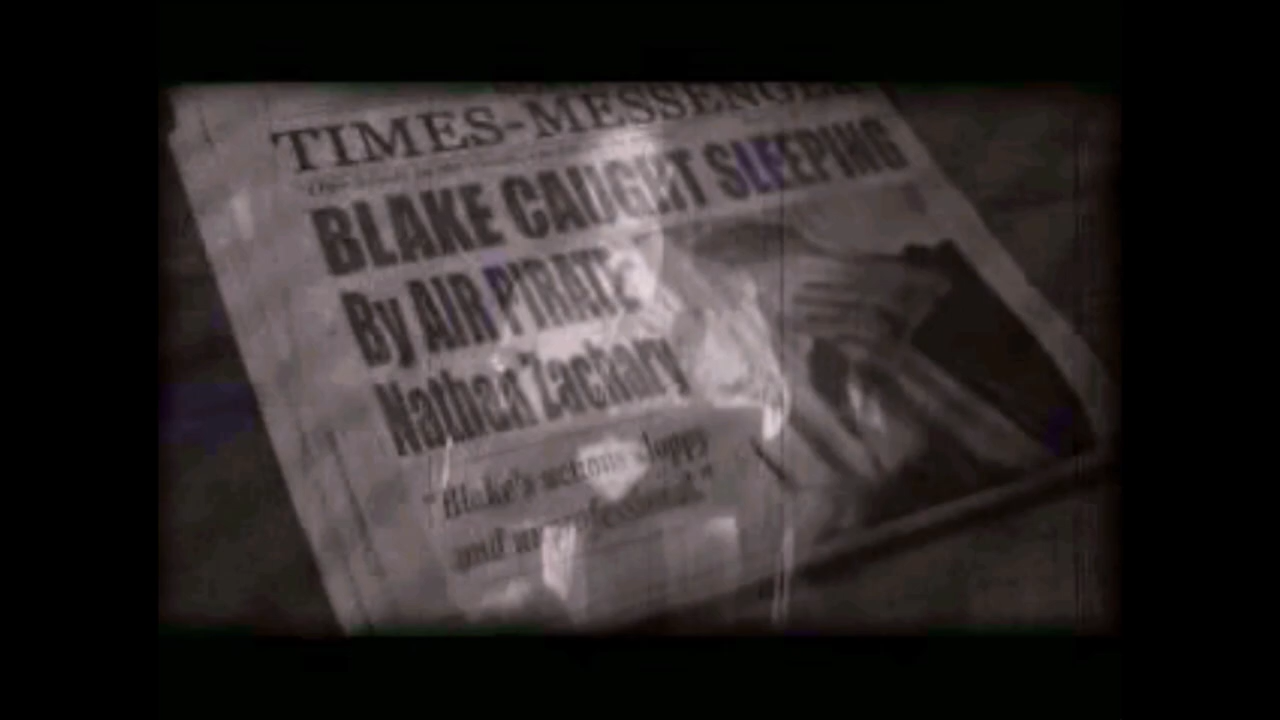 TIMES-MESSENGER
BLAKE CAUGHT SLEEPING
By AIR PIRATE
Nathan Zachary
"Blake's actions sloppy
and unprofessional."